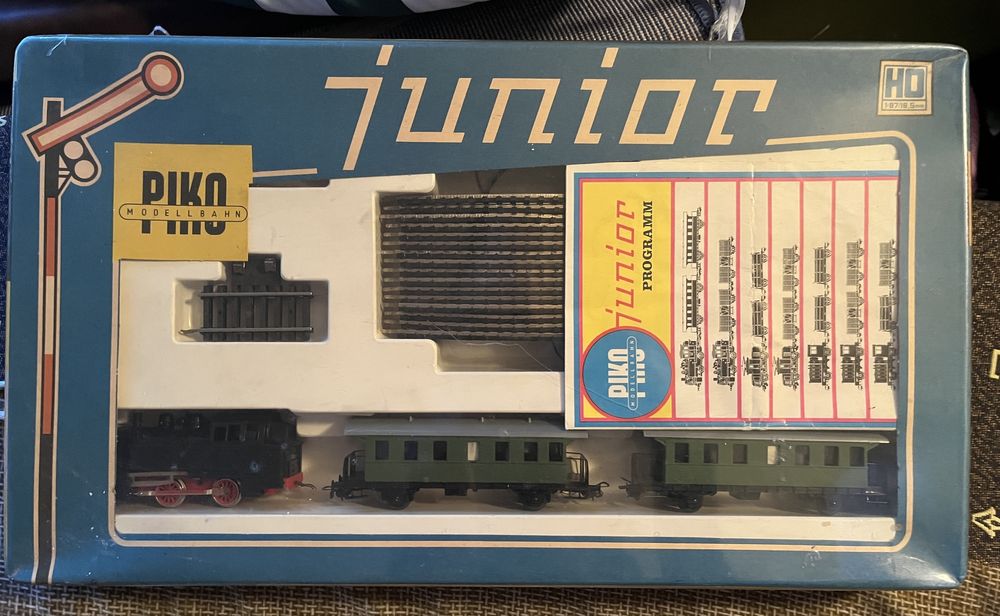 junior
HO
1:87/16,5mm
PIKO
MODELLBAHN
junior
PROGRAMM
PIKO
MODELLBAHN